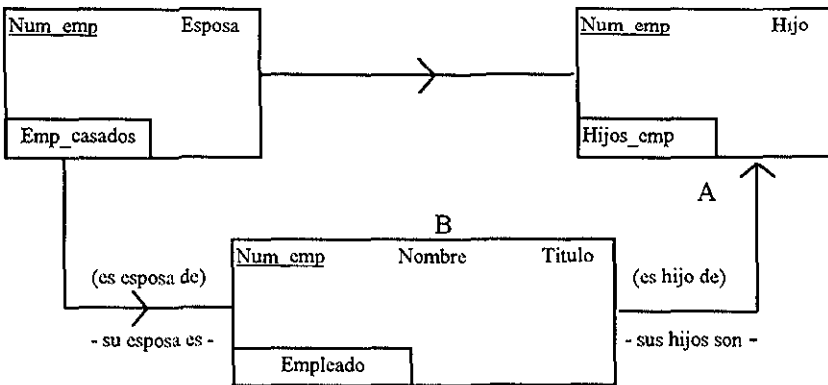 Num_emp Esposa
Emp_casados
Num_emp Hijo
Hijos_emp
A
B
(es esposa de)
- su esposa es -
Num_emp Nombre Titulo
Empleado
(es hijo de)
- sus hijos son -